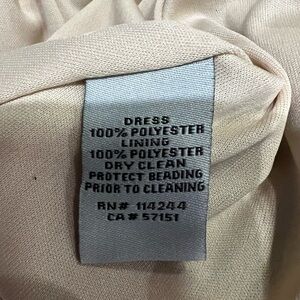 DRESS
100% POLYESTER
LINING
100% POLYESTER
DRY CLEAN
PROTECT BEADING
PRIOR TO CLEANING
RN# 114244
CA# 57151